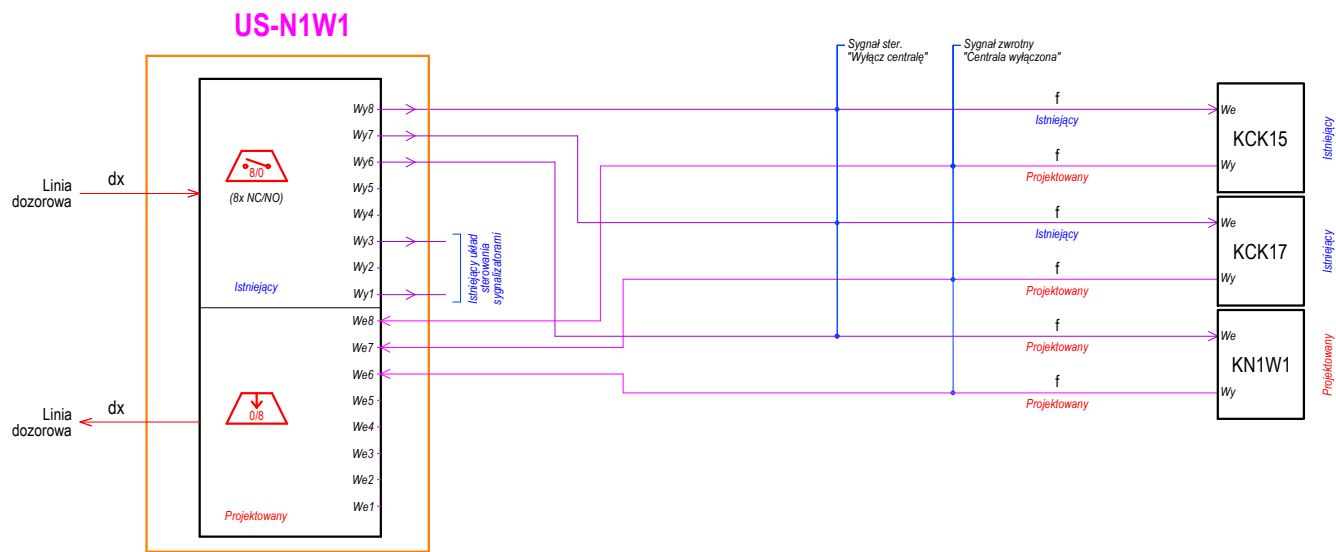 US-N1W1
Sygnał ster.
"Wyłącz centralę"
Sygnał zwrotny
"Centrala wyłączona"
Linia
dozorowa
dx
8/0
(8x NC/NO)
Istniejący
Wy8
Wy7
Wy6
Wy5
Wy4
Wy3
Wy2
Wy1
Istniejący układ
sterowania
sygnalizatorami
We8
We7
We6
We5
We4
We3
We2
We1
Linia
dozorowa
dx
0/8
Projektowany
f
Istniejący
f
Projektowany
We
KCK15
Wy
Istniejący
f
Istniejący
f
Projektowany
We
KCK17
Wy
Istniejący
f
Projektowany
f
Projektowany
We
KN1W1
Wy
Projektowany